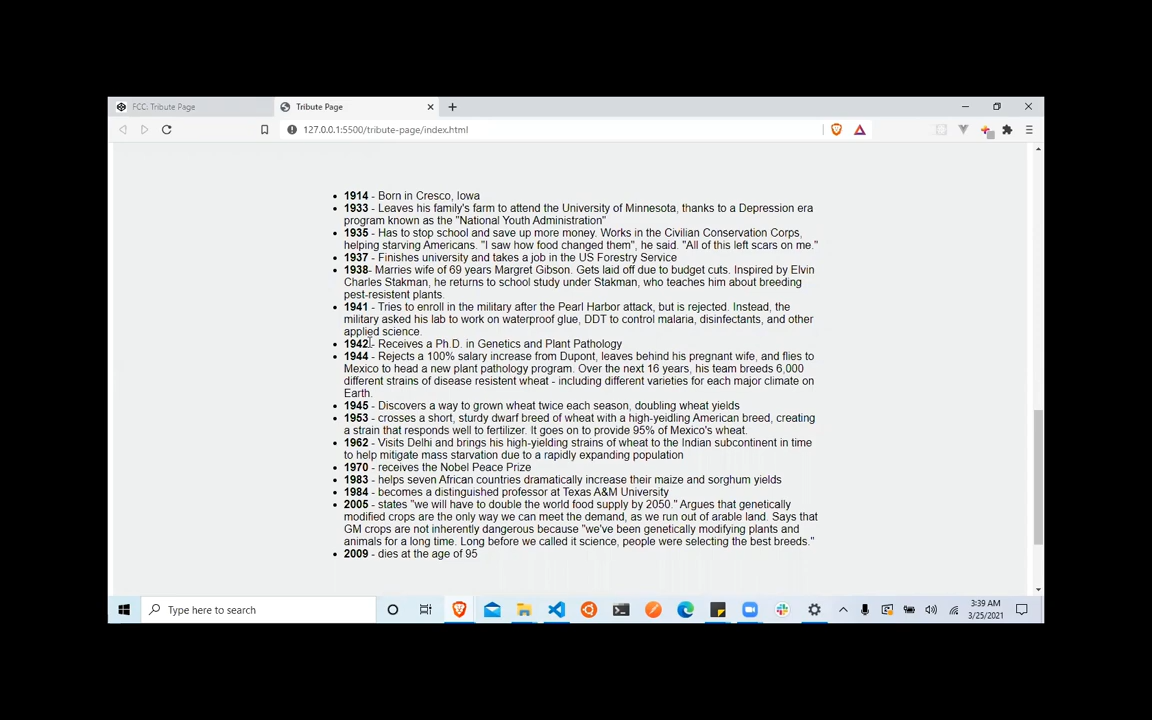 FCC: Tribute Page
Tribute Page
127.0.0.1:5500/tribute-page/index.html
1914 - Born in Cresco, Iowa
1933 - Leaves his family's farm to attend the University of Minnesota, thanks to a Depression era
program known as the "National Youth Administration"
1935 - Has to stop school and save up more money. Works in the Civilian Conservation Corps,
helping starving Americans. "I saw how food changed them", he said. "All of this left scars on me."
1937 - Finishes university and takes a job in the US Forestry Service
1938- Marries wife of 69 years Margret Gibson. Gets laid off due to budget cuts. Inspired by Elvin
Charles Stakman, he returns to school study under Stakman, who teaches him about breeding
pest-resistent plants.
1941 - Tries to enroll in the military after the Pearl Harbor attack, but is rejected. Instead, the
military asked his lab to work on waterproof glue, DDT to control malaria, disinfectants, and other
applied science.
1942 - Receives a Ph.D. in Genetics and Plant Pathology
1944 - Rejects a 100% salary increase from Dupont, leaves behind his pregnant wife, and flies to
Mexico to head a new plant pathology program. Over the next 16 years, his team breeds 6,000
different strains of disease resistent wheat - including different varieties for each major climate on
Earth.
1945 - Discovers a way to grown wheat twice each season, doubling wheat yields
1953 - crosses a short, sturdy dwarf breed of wheat with a high-yeidling American breed, creating
a strain that responds well to fertilizer. It goes on to provide 95% of Mexico's wheat.
1962 - Visits Delhi and brings his high-yielding strains of wheat to the Indian subcontinent in time
to help mitigate mass starvation due to a rapidly expanding population
1970 - receives the Nobel Peace Prize
1983 - helps seven African countries dramatically increase their maize and sorghum yields
1984 - becomes a distinguished professor at Texas A&M University
2005 - states "we will have to double the world food supply by 2050." Argues that genetically
modified crops are the only way we can meet the demand, as we run out of arable land. Says that
GM crops are not inherently dangerous because "we've been genetically modifying plants and
animals for a long time. Long before we called it science, people were selecting the best breeds."
2009 - dies at the age of 95
Type here to search
3:39 AM
3/25/2021